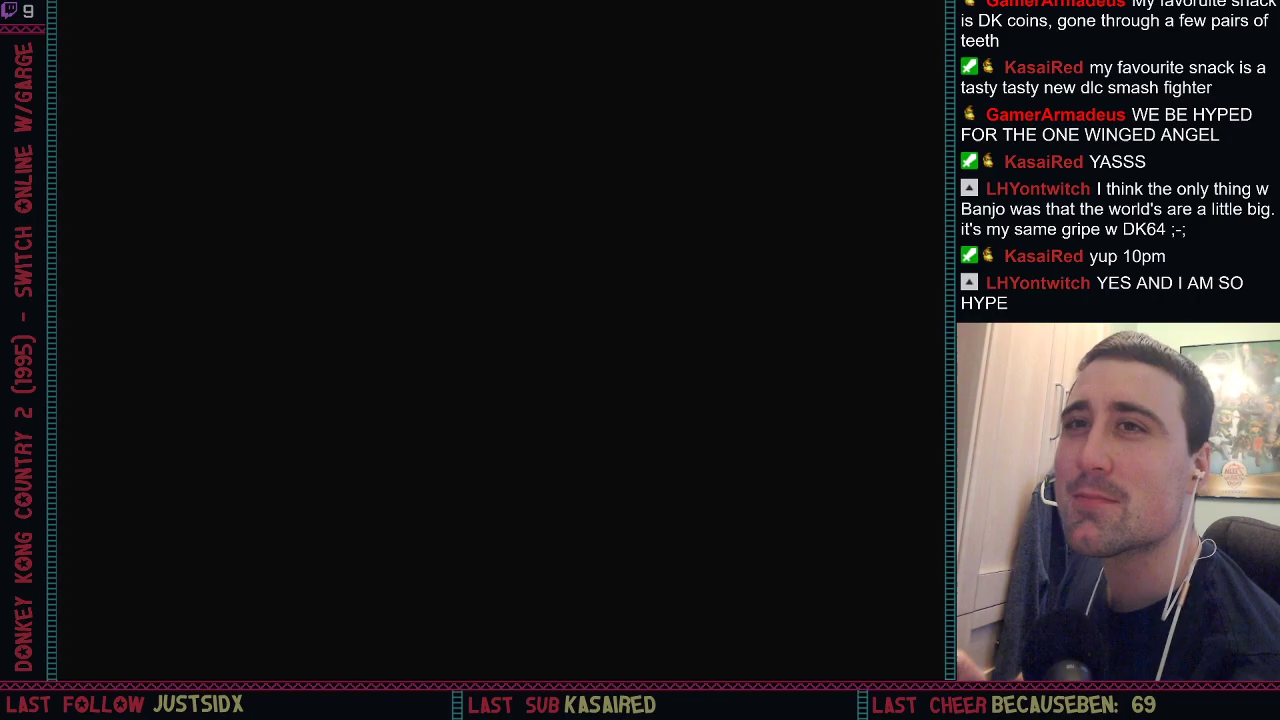 9
DONKEY KONG COUNTRY 2 (1995) - SWITCH ONLINE W/GARGE
GamerArmadeus My favorduite snack
is DK coins, gone through a few pairs of
teeth
KasaiRed my favourite snack is a
tasty tasty new dlc smash fighter
GamerArmadeus WE BE HYPED
FOR THE ONE WINGED ANGEL
KasaiRed YASSS
LHYontwitch I think the only thing w
Banjo was that the world's are a little big.
it's my same gripe w DK64 ;-;
KasaiRed yup 10pm
LHYontwitch YES AND I AM SO
HYPE
LAST FOLLOW JUSTSIDX
LAST SUB KASAIRED
LAST CHEER BECAUSEBEN: 69